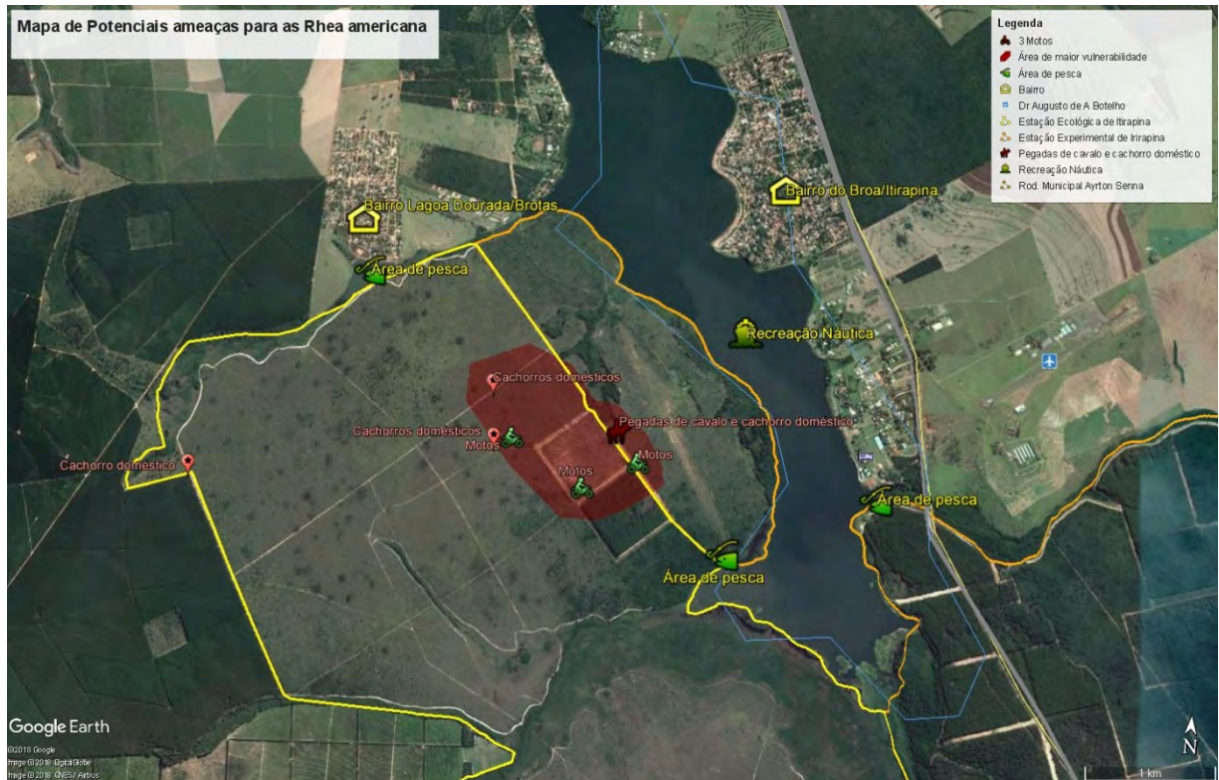 Mapa de Potenciais ameaças para as Rhea americana
Legenda
3 Motos
Área de maior vulnerabilidade
Área de pesca
Bairro
Dr Augusto de A Botelho
Estação Ecológica de Itirapina
Estação Experimental de Irirapina
Pegadas de cavalo e cachorro doméstico
Recreação Náutica
Rod. Municipal Ayrton Senna
Bairro do Broa/Itirapina
Bairro Lagoa Dourada/Brotas
Área de pesca
Recreação Náutica
Cachorros domésticos
Pegadas de cavalo e cachorro doméstico
Cachorros domésticos
Motos
Motos
Cachorro doméstico
Motos
Área de pesca
Área de pesca
Google Earth
©2018 Google
Image © 2018 DigitalGlobe
Image © 2018 CNES / Airbus
N
1 km